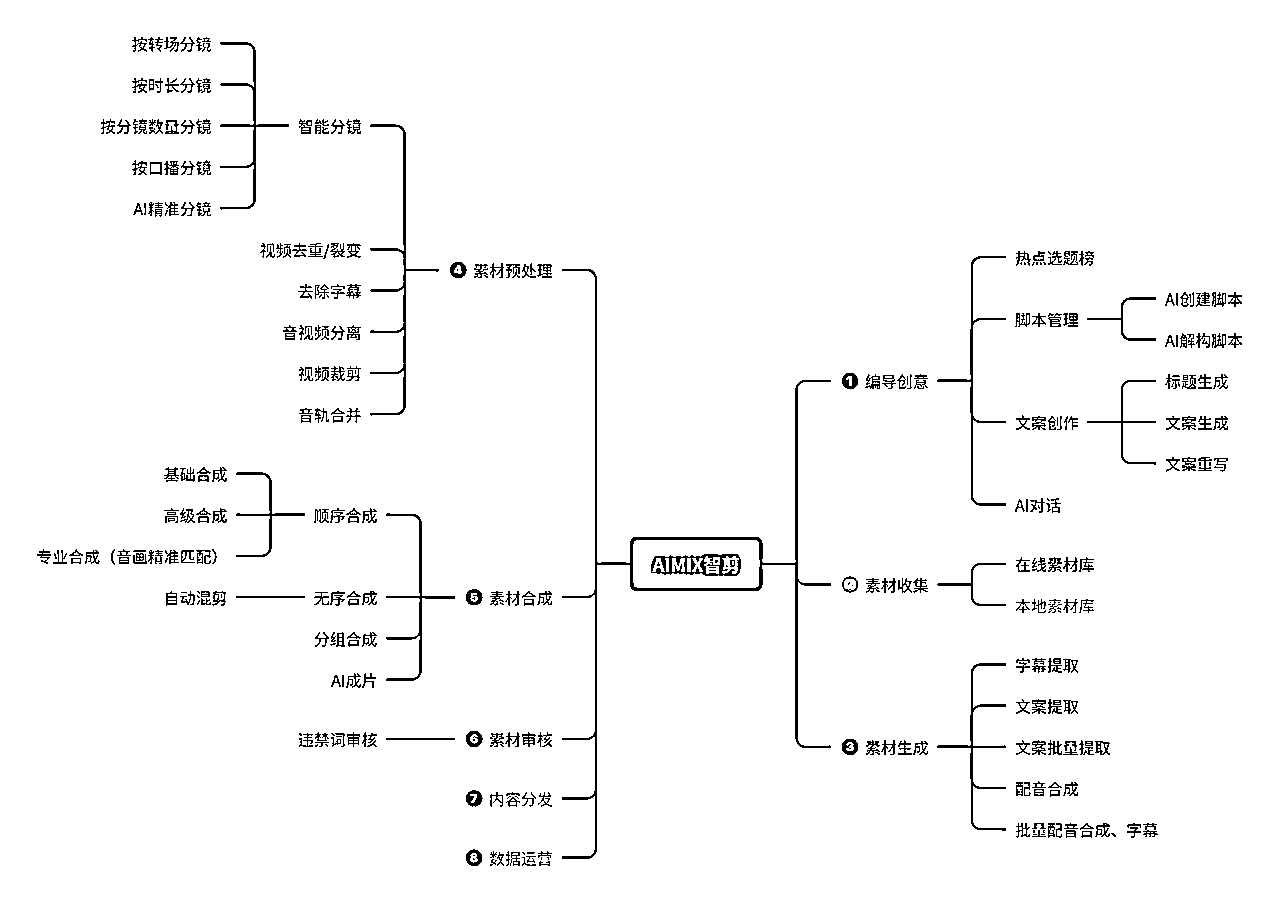 AIMIX智剪
❶ 编导创意
热点选题榜
脚本管理
AI创建脚本
AI解构脚本
文案创作
标题生成
文案生成
文案重写
AI对话
② 素材收集
在线素材库
本地素材库
❸ 素材生成
字幕提取
文案提取
文案批量提取
配音合成
批量配音合成、字幕
❹ 素材预处理
智能分镜
按转场分镜
按时长分镜
按分镜数量分镜
按口播分镜
AI精准分镜
视频去重/裂变
去除字幕
音视频分离
视频裁剪
音轨合并
❺ 素材合成
顺序合成
基础合成
高级合成
专业合成（音画精准匹配）
无序合成
自动混剪
分组合成
AI成片
❻ 素材审核
违禁词审核
❼ 内容分发
❽ 数据运营